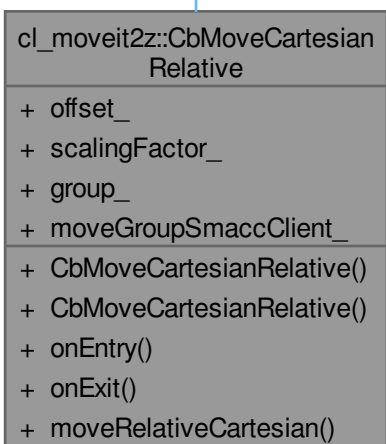 cl_moveit2z::CbMoveCartesian
Relative
+ offset_
+ scalingFactor_
+ group_
+ moveGroupSmaccClient_
+ CbMoveCartesianRelative()
+ CbMoveCartesianRelative()
+ onEntry()
+ onExit()
+ moveRelativeCartesian()